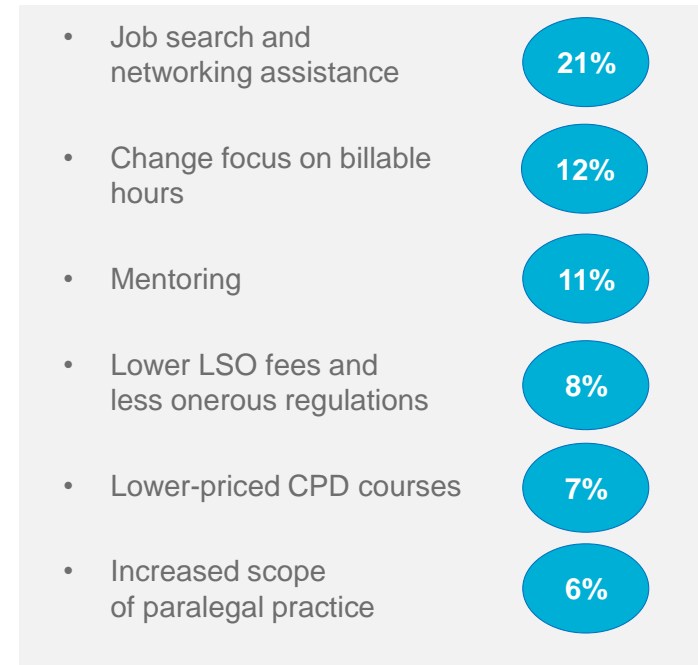 • Job search and
networking assistance 21%
• Change focus on billable
hours 12%
• Mentoring 11%
• Lower LSO fees and
less onerous regulations 8%
• Lower-priced CPD courses 7%
• Increased scope
of paralegal practice 6%